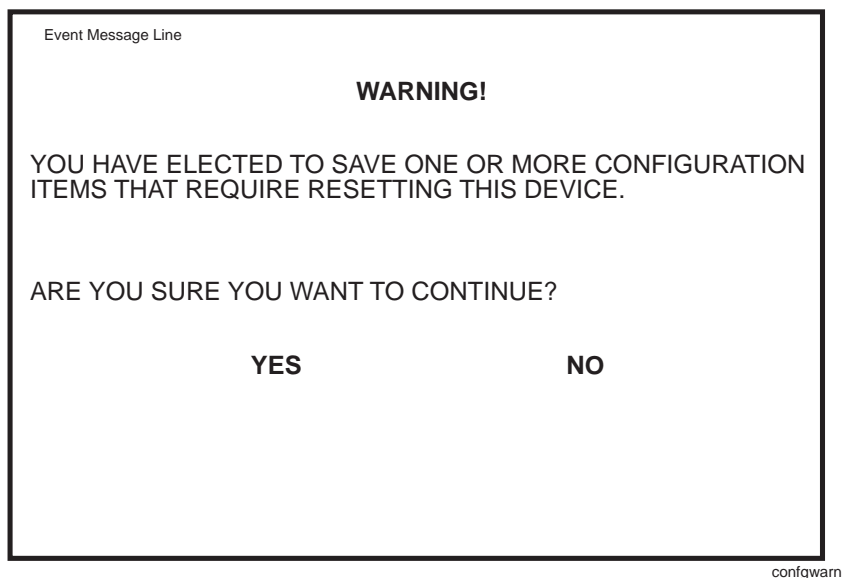 Event Message Line
WARNING!
YOU HAVE ELECTED TO SAVE ONE OR MORE CONFIGURATION
ITEMS THAT REQUIRE RESETTING THIS DEVICE.
ARE YOU SURE YOU WANT TO CONTINUE?
YES NO
confgwarn